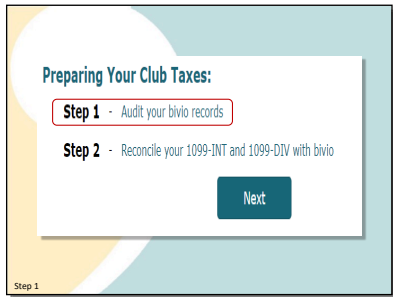 Preparing Your Club Taxes:
Step 1 - Audit your bivio records
Step 2 - Reconcile your 1099-INT and 1099-DIV with bivio
Next
Step 1